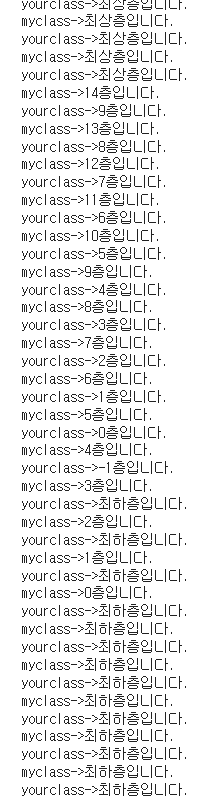 yourclass->최상층입니다.
myclass->최상층입니다.
yourclass->최상층입니다.
myclass->최상층입니다.
yourclass->최상층입니다.
myclass->14층입니다.
yourclass->9층입니다.
myclass->13층입니다.
yourclass->8층입니다.
myclass->12층입니다.
yourclass->7층입니다.
myclass->11층입니다.
yourclass->6층입니다.
myclass->10층입니다.
yourclass->5층입니다.
myclass->9층입니다.
yourclass->4층입니다.
myclass->8층입니다.
yourclass->3층입니다.
myclass->7층입니다.
yourclass->2층입니다.
myclass->6층입니다.
yourclass->1층입니다.
myclass->5층입니다.
yourclass->0층입니다.
myclass->4층입니다.
yourclass->-1층입니다.
myclass->3층입니다.
yourclass->최하층입니다.
myclass->2층입니다.
yourclass->최하층입니다.
myclass->1층입니다.
yourclass->최하층입니다.
myclass->0층입니다.
yourclass->최하층입니다.
myclass->최하층입니다.
yourclass->최하층입니다.
myclass->최하층입니다.
yourclass->최하층입니다.
myclass->최하층입니다.
yourclass->최하층입니다.
myclass->최하층입니다.
yourclass->최하층입니다.
myclass->최하층입니다.
yourclass->최하층입니다.